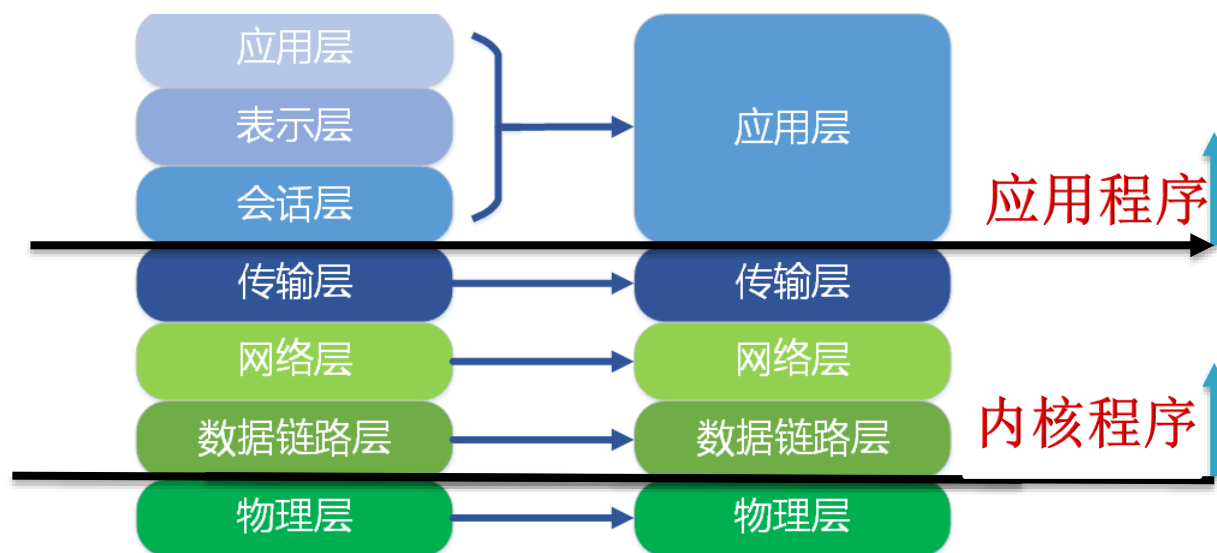 应用层
表示层
会话层
传输层
网络层
数据链路层
物理层
应用层
传输层
网络层
数据链路层
物理层
应用程序
内核程序